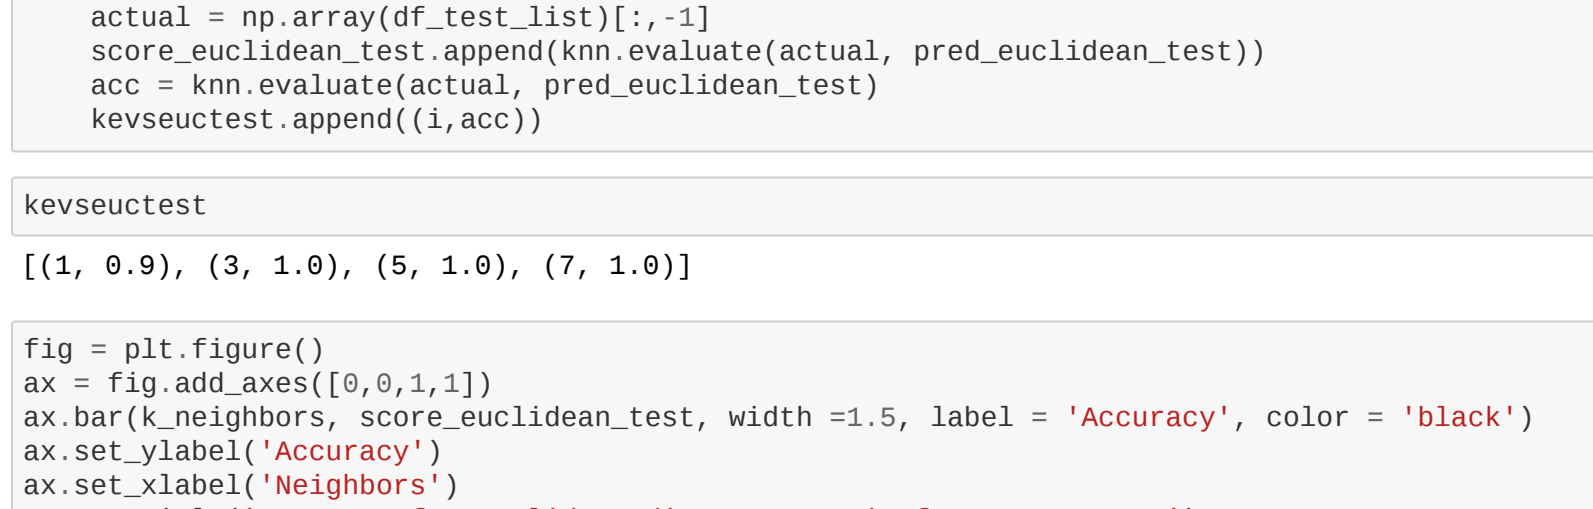 actual = np.array(df_test_list)[:,-1]
score_euclidean_test.append(knn.evaluate(actual, pred_euclidean_test))
acc = knn.evaluate(actual, pred_euclidean_test)
kevseuctest.append((i,acc))
kevseuctest
[(1, 0.9), (3, 1.0), (5, 1.0), (7, 1.0)]
fig = plt.figure()
ax = fig.add_axes([0,0,1,1])
ax.bar(k_neighbors, score_euclidean_test, width =1.5, label = 'Accuracy', color = 'black')
ax.set_ylabel('Accuracy')
ax.set_xlabel('Neighbors')